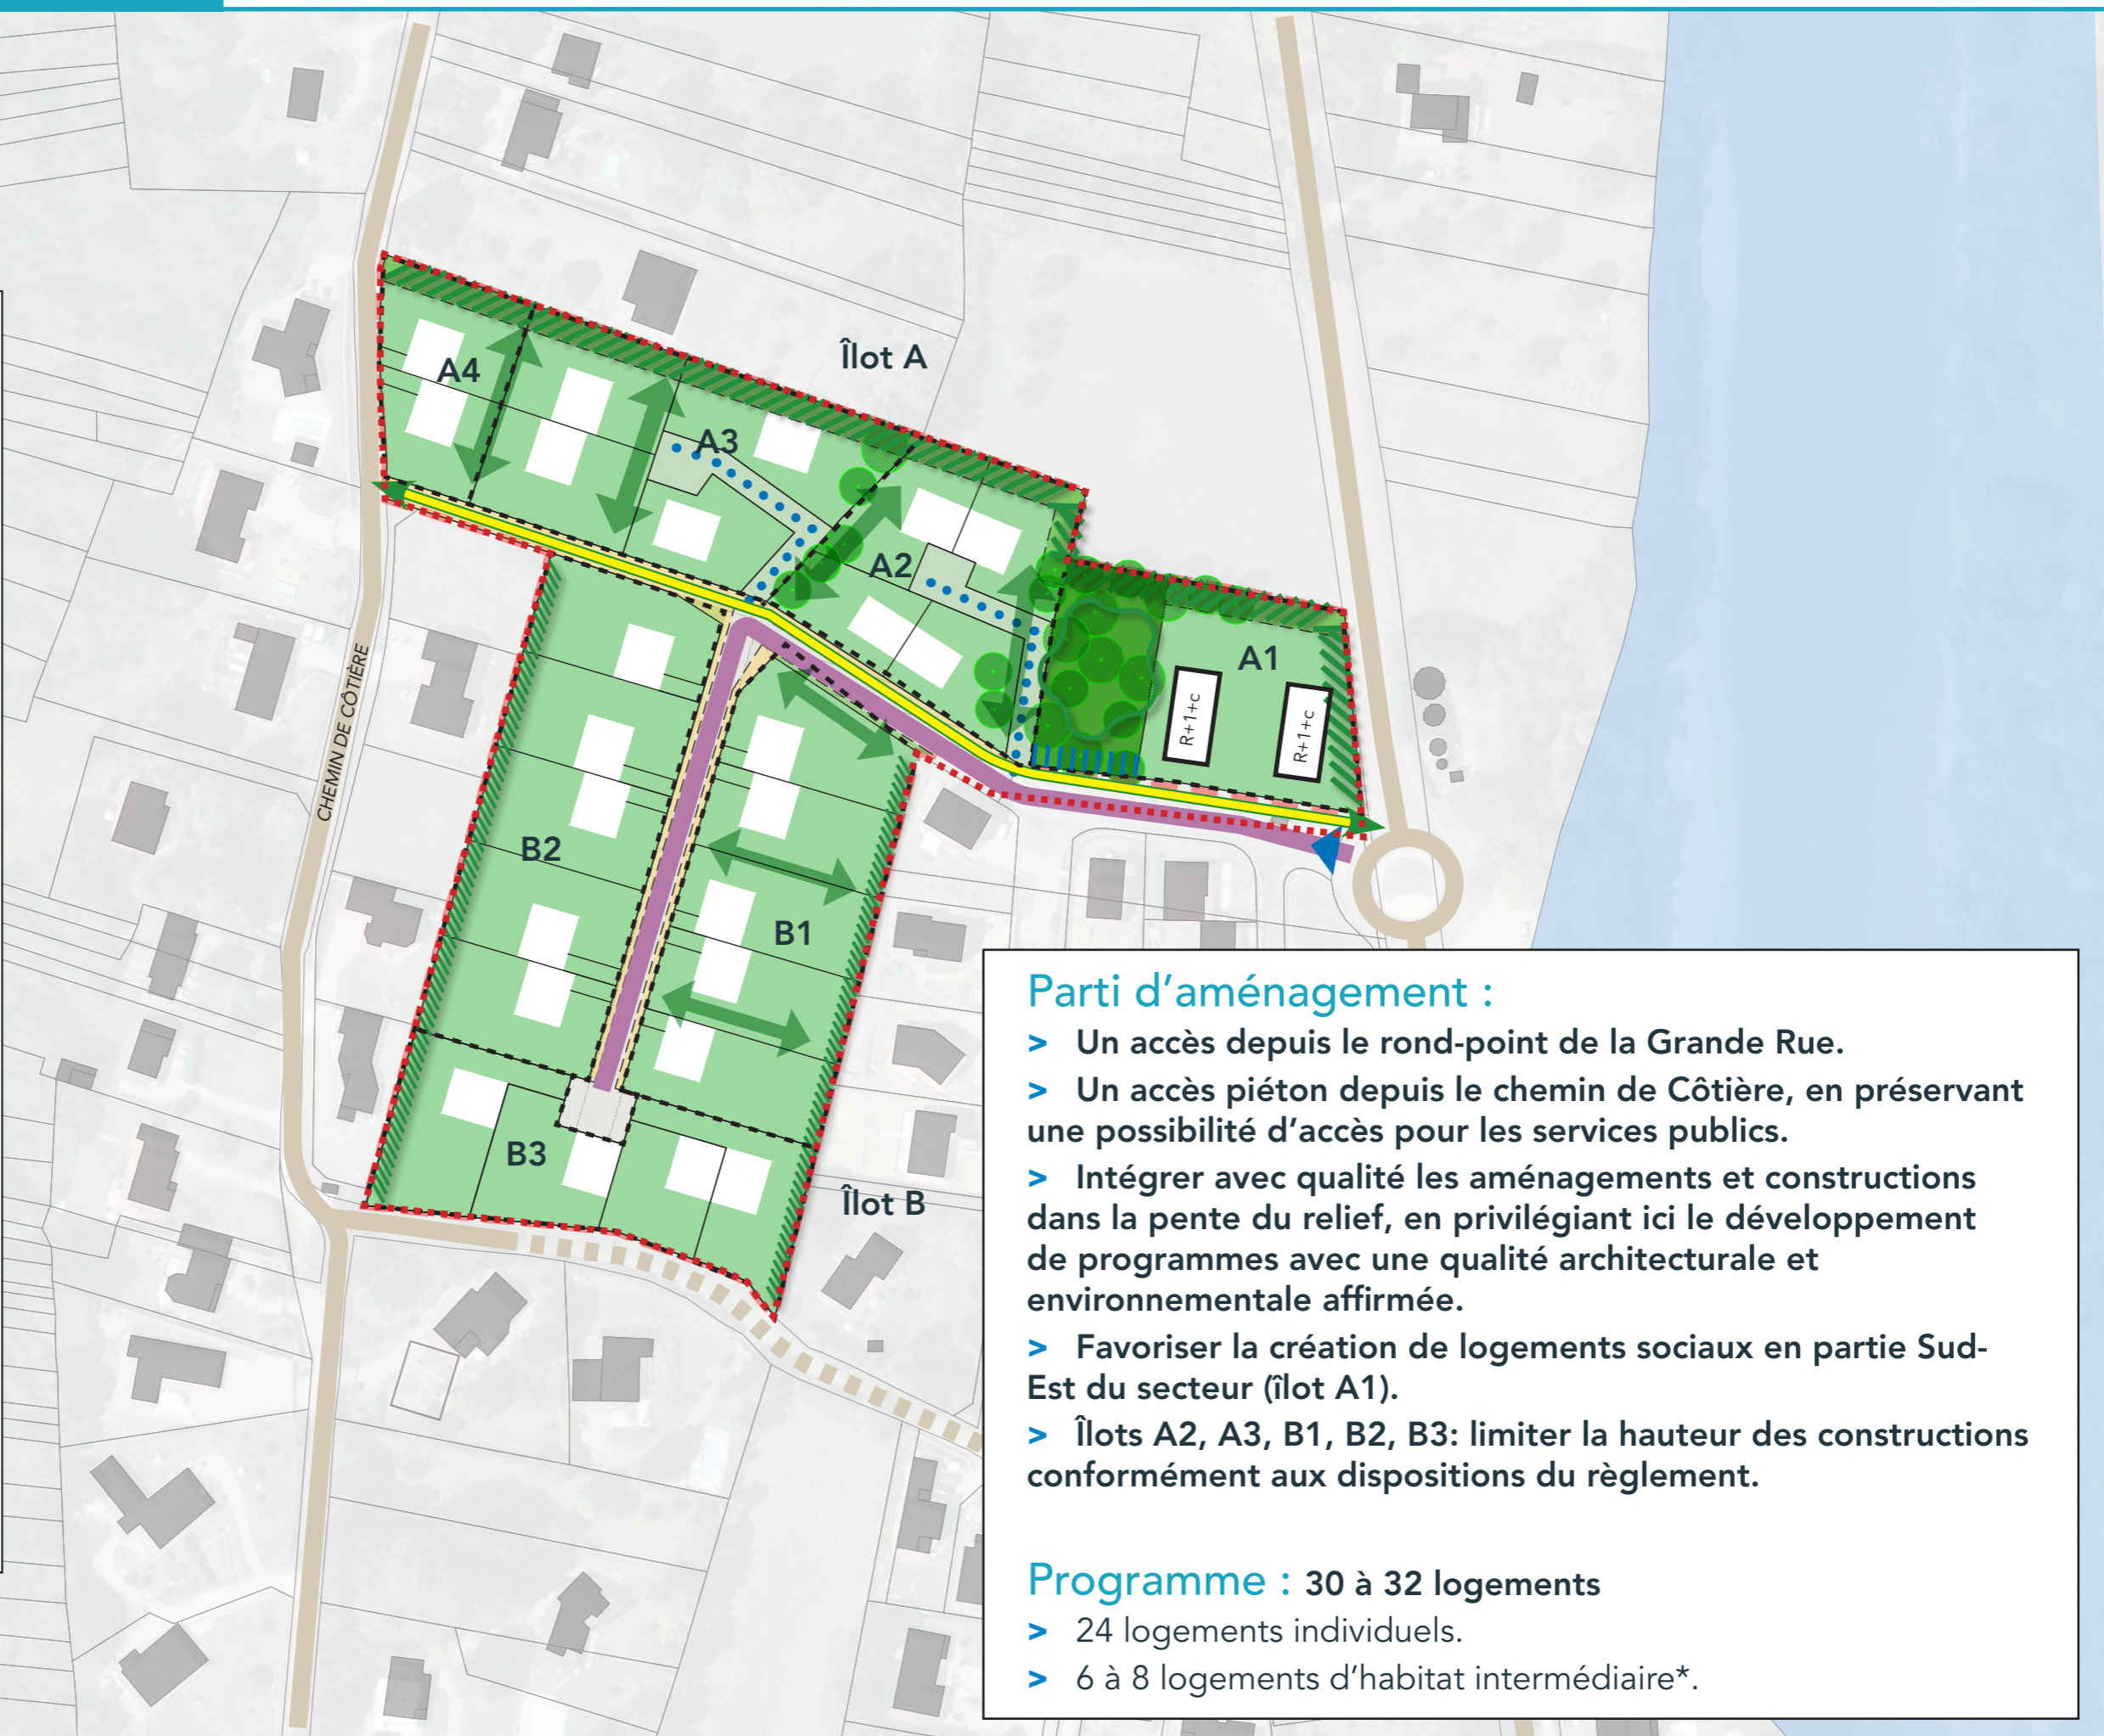 Îlot A
A4
A3
A2
A1
R+1+c
R+1+c
CHEMIN DE CÔTIÈRE
B2
B1
B3
Îlot B
Parti d’aménagement :
> Un accès depuis le rond-point de la Grande Rue.
> Un accès piéton depuis le chemin de Côtière, en préservant
une possibilité d’accès pour les services publics.
> Intégrer avec qualité les aménagements et constructions
dans la pente du relief, en privilégiant ici le développement
de programmes avec une qualité architecturale et
environnementale affirmée.
> Favoriser la création de logements sociaux en partie Sud-
Est du secteur (îlot A1).
> Îlots A2, A3, B1, B2, B3: limiter la hauteur des constructions
conformément aux dispositions du règlement.
Programme : 30 à 32 logements
> 24 logements individuels.
> 6 à 8 logements d’habitat intermédiaire*.